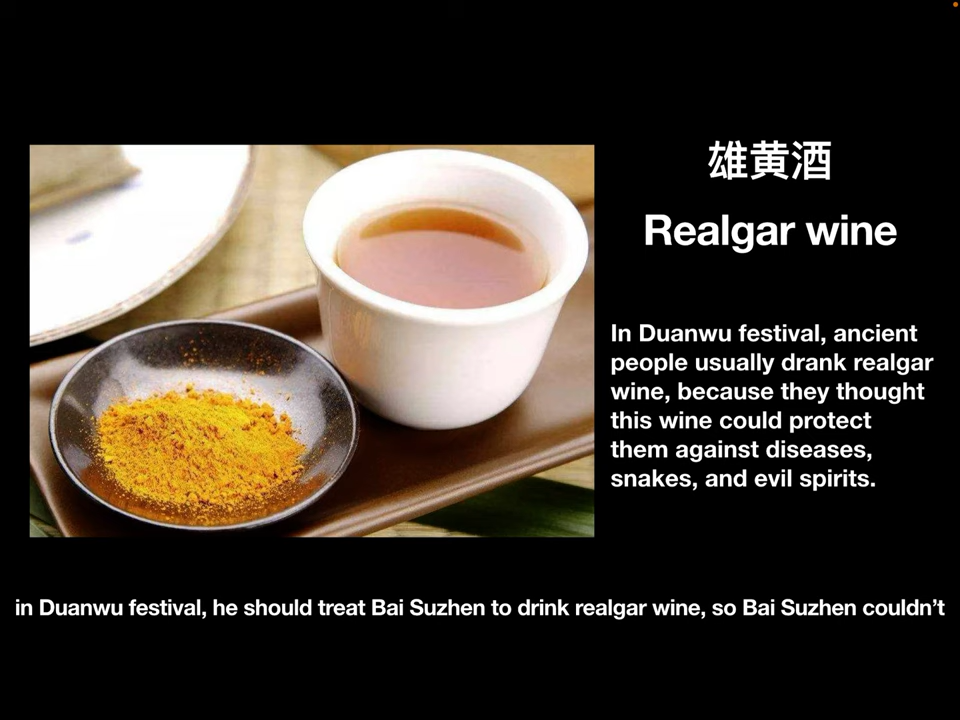 雄黄酒
Realgar wine
In Duanwu festival, ancient
people usually drank realgar
wine, because they thought
this wine could protect
them against diseases,
snakes, and evil spirits.
in Duanwu festival, he should treat Bai Suzhen to drink realgar wine, so Bai Suzhen couldn’t